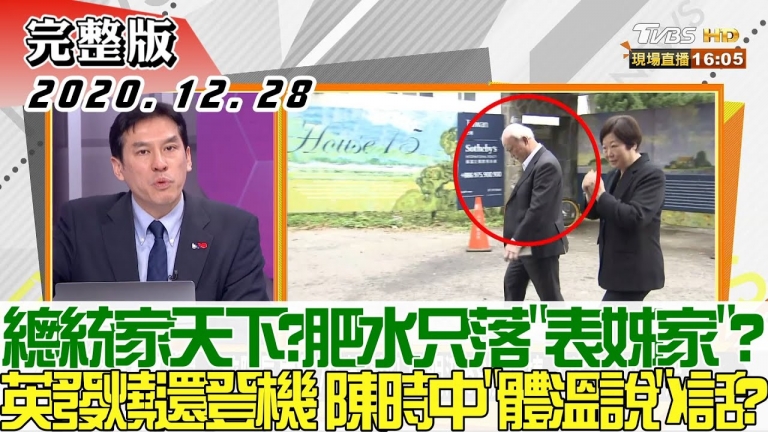 完整版
2020.12.28
TVBS HD
現場直播 16:05
House 15
Sotheby's
總統家天下?肥水只落"表姊家"?
英發燒還登機 陳時中"體溫說"X話?